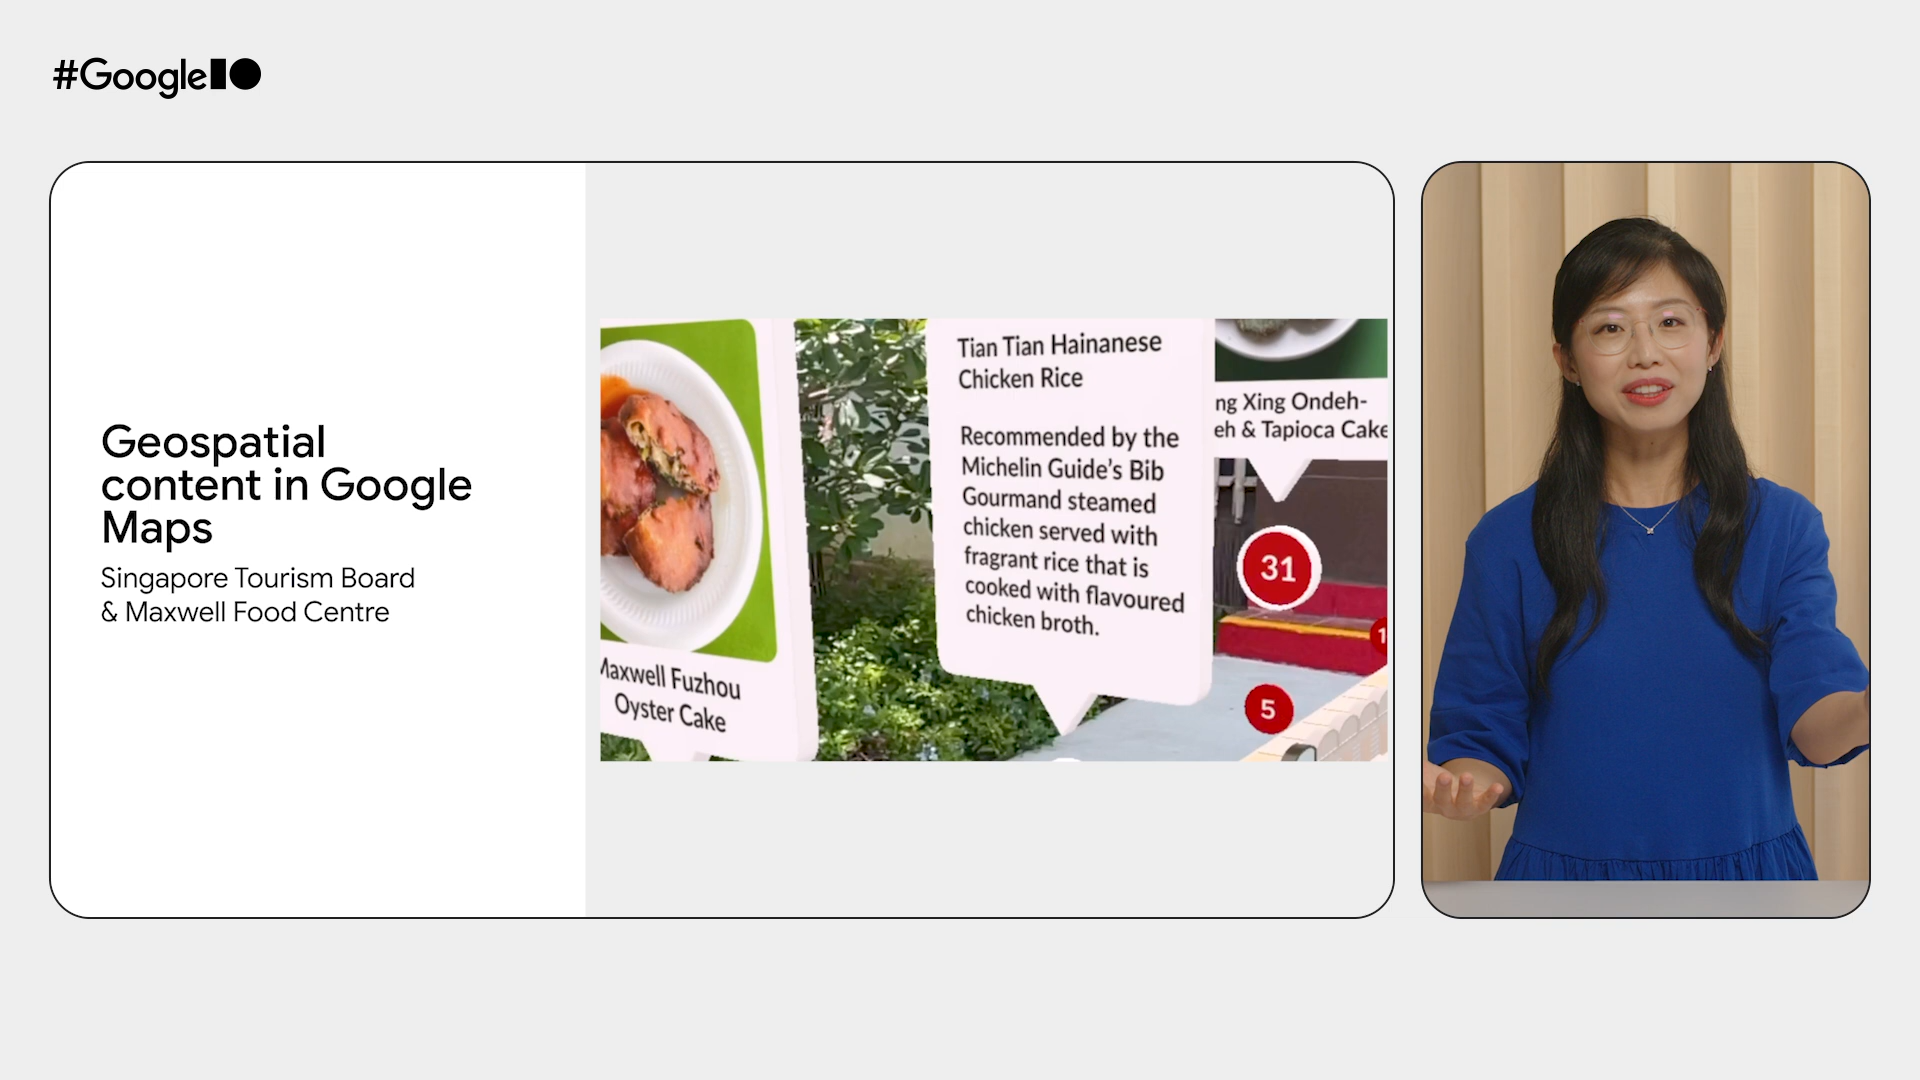 #GoogleIO
Geospatial
content in Google
Maps
Singapore Tourism Board
& Maxwell Food Centre
Maxwell Fuzhou
Oyster Cake
Tian Tian Hainanese
Chicken Rice
Recommended by the
Michelin Guide's Bib
Gourmand steamed
chicken served with
fragrant rice that is
cooked with flavoured
chicken broth.
ng Xing Ondeh-
eh & Tapioca Cake
31
1
5